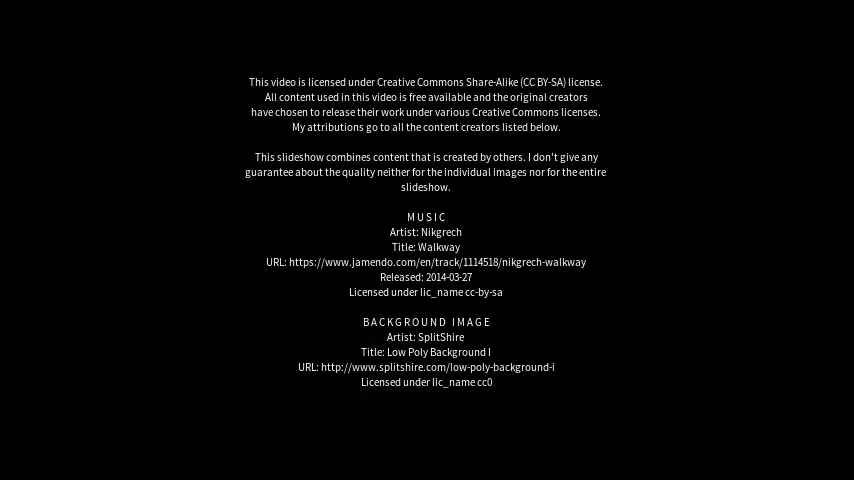 This video is licensed under Creative Commons Share-Alike (CC BY-SA) license.
All content used in this video is free available and the original creators
have chosen to release their work under various Creative Commons licenses.
My attributions go to all the content creators listed below.
This slideshow combines content that is created by others. I don't give any
guarantee about the quality neither for the individual images nor for the entire
slideshow.
MUSIC
Artist: Nikgrech
Title: Walkway
URL: https://www.jamendo.com/en/track/1114518/nikgrech-walkway
Released: 2014-03-27
Licensed under lic_name cc-by-sa
BACKGROUND IMAGE
Artist: SplitShire
Title: Low Poly Background I
URL: http://www.splitshire.com/low-poly-background-i
Licensed under lic_name cc0